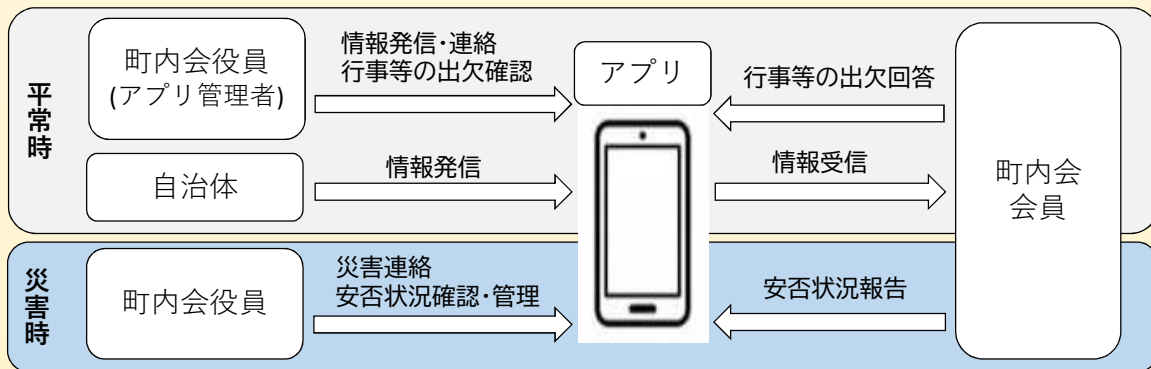 平常時
町内会役員
(アプリ管理者)
情報発信・連絡
行事等の出欠確認
アプリ
行事等の出欠回答
自治体
情報発信
情報受信
町内会
会員
災害時
町内会役員
災害連絡
安否状況確認・管理
安否状況報告